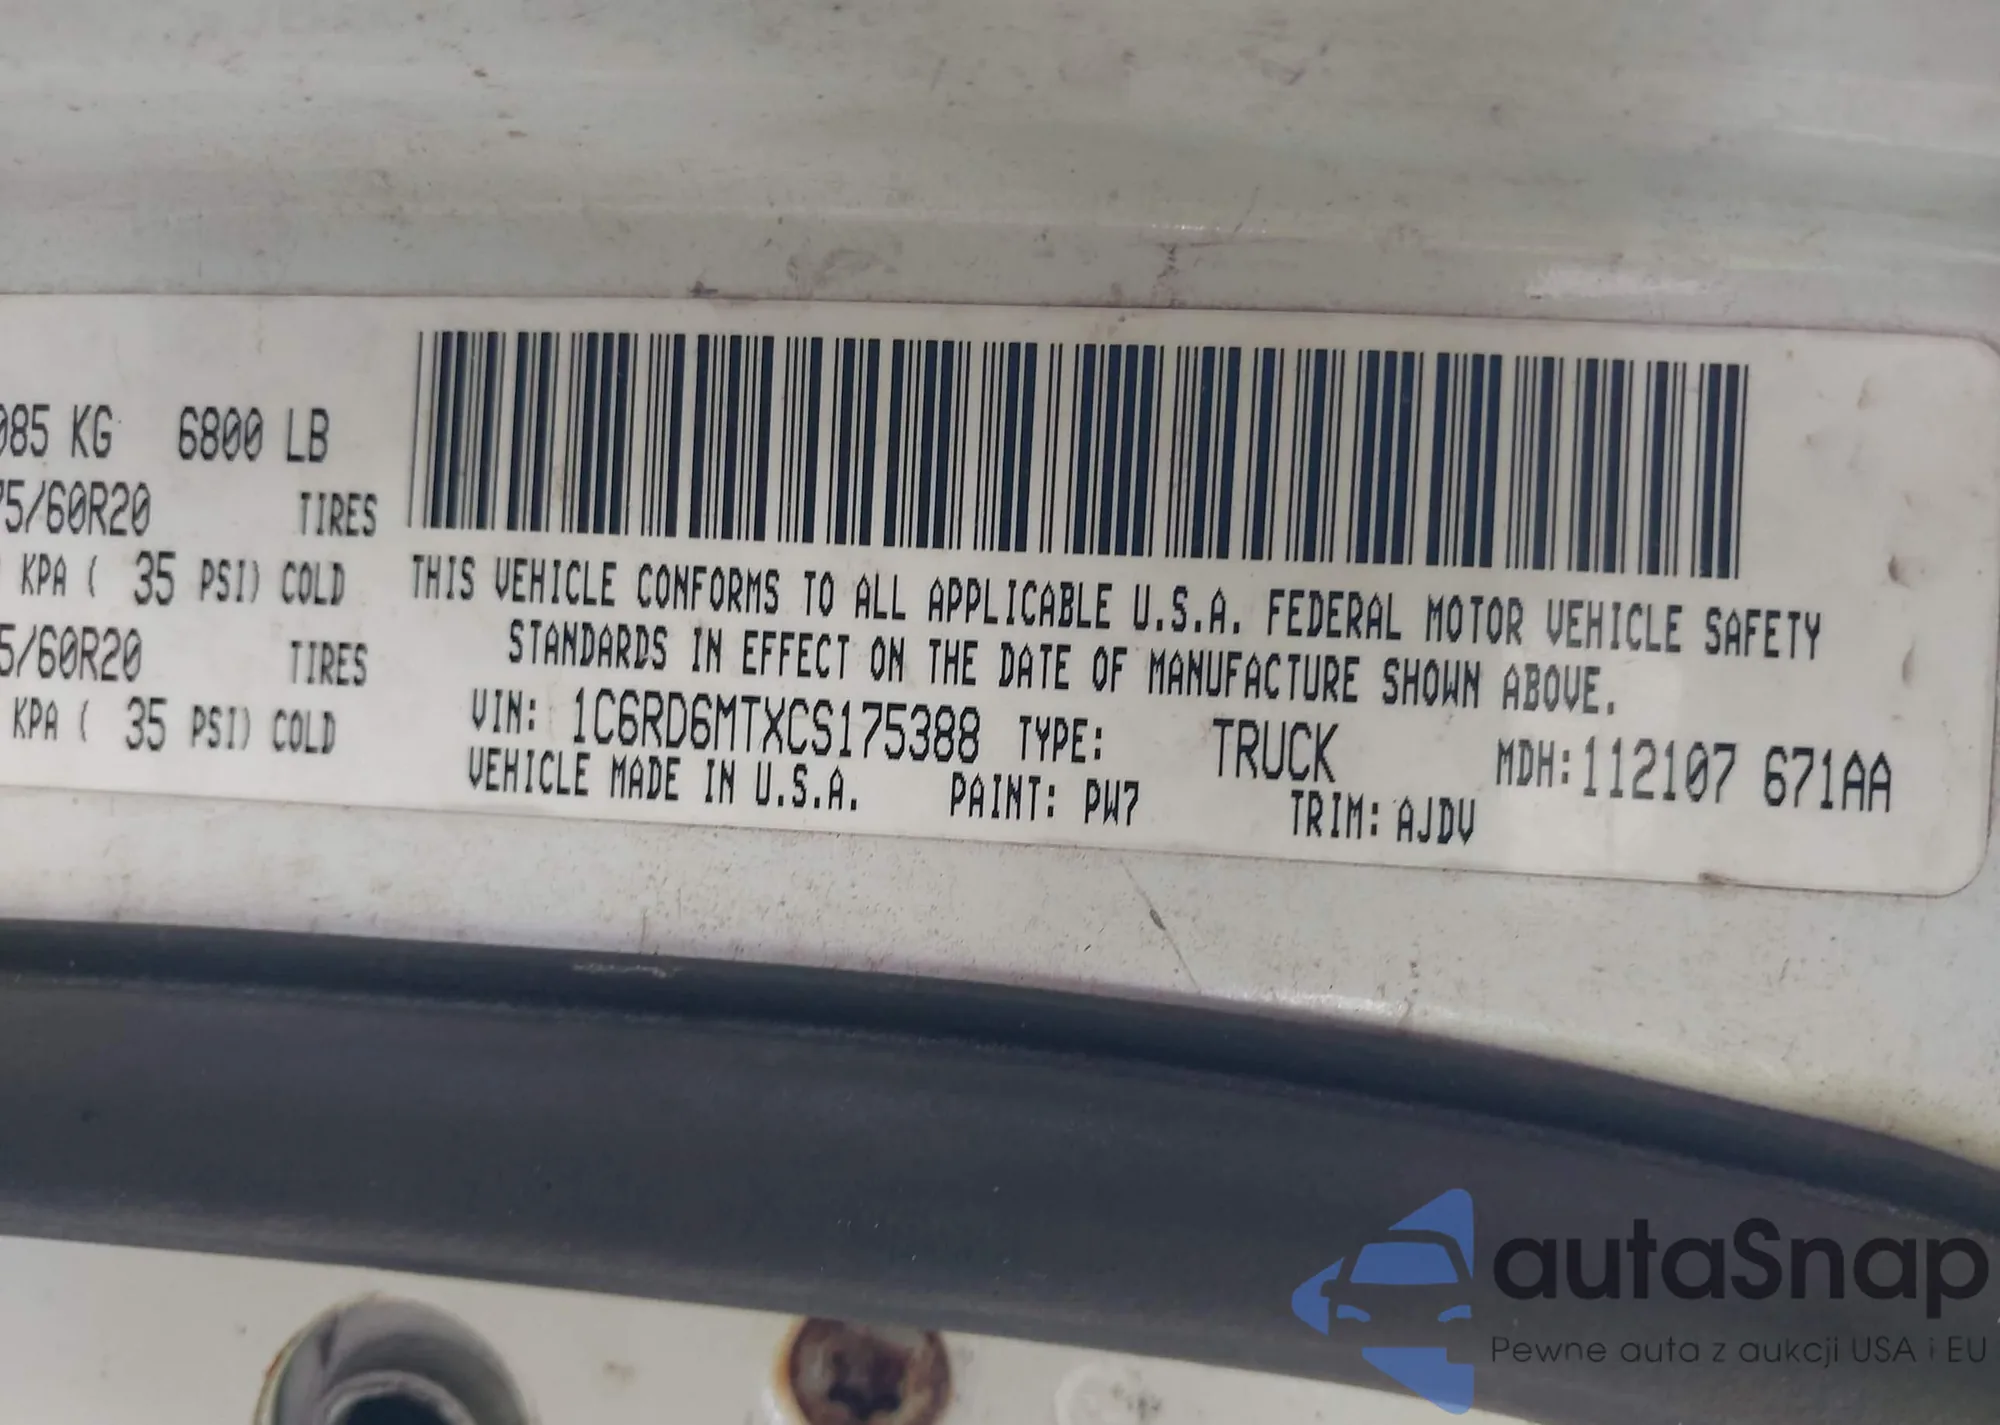 085 KG 6800 LB
75/60R20 TIRES
KPA ( 35 PSI) COLD
5/60R20 TIRES
KPA ( 35 PSI) COLD
THIS VEHICLE CONFORMS TO ALL APPLICABLE U.S.A. FEDERAL MOTOR VEHICLE SAFETY
STANDARDS IN EFFECT ON THE DATE OF MANUFACTURE SHOWN ABOVE.
VIN: 1C6RD6MTXCS175388 TYPE: TRUCK MDH:112107 671AA
VEHICLE MADE IN U.S.A. PAINT: PW7 TRIM: AJDV
autaSnap
Pewne auta z aukcji USA i EU